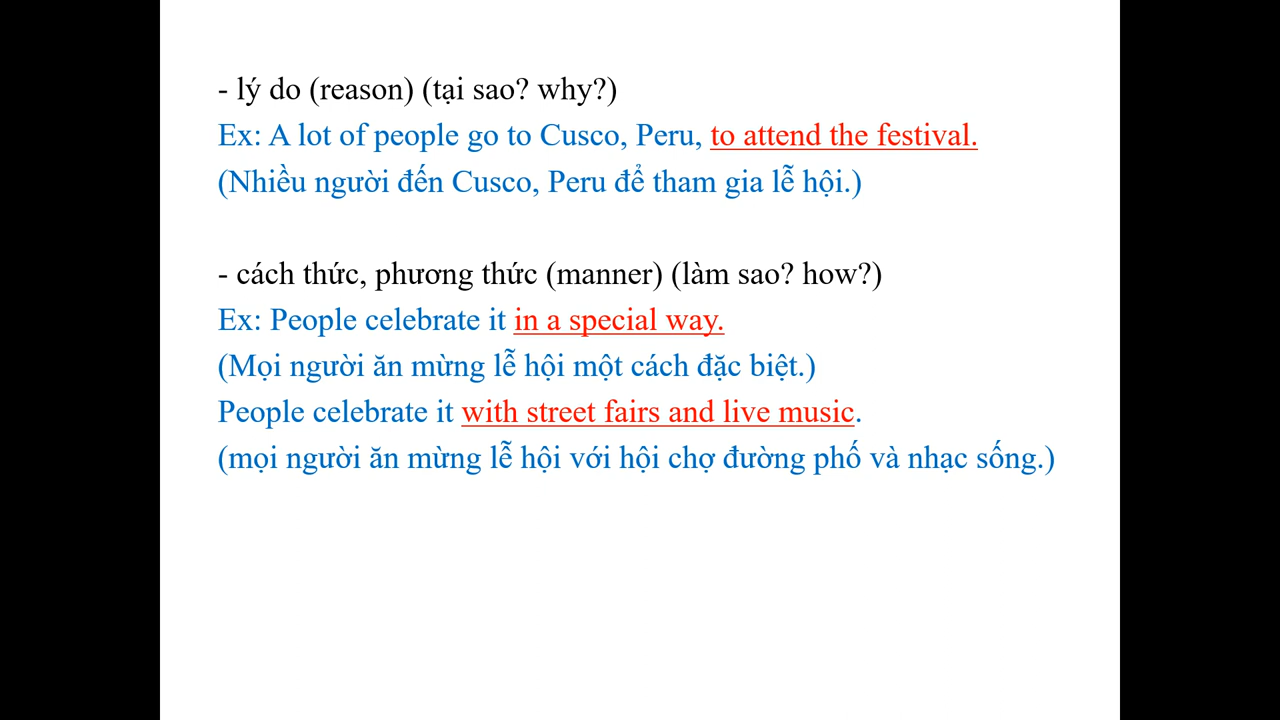 - lý do (reason) (tại sao? why?)
Ex: A lot of people go to Cusco, Peru, to attend the festival.
(Nhiều người đến Cusco, Peru để tham gia lễ hội.)
- cách thức, phương thức (manner) (làm sao? how?)
Ex: People celebrate it in a special way.
(Mọi người ăn mừng lễ hội một cách đặc biệt.)
People celebrate it with street fairs and live music.
(mọi người ăn mừng lễ hội với hội chợ đường phố và nhạc sống.)